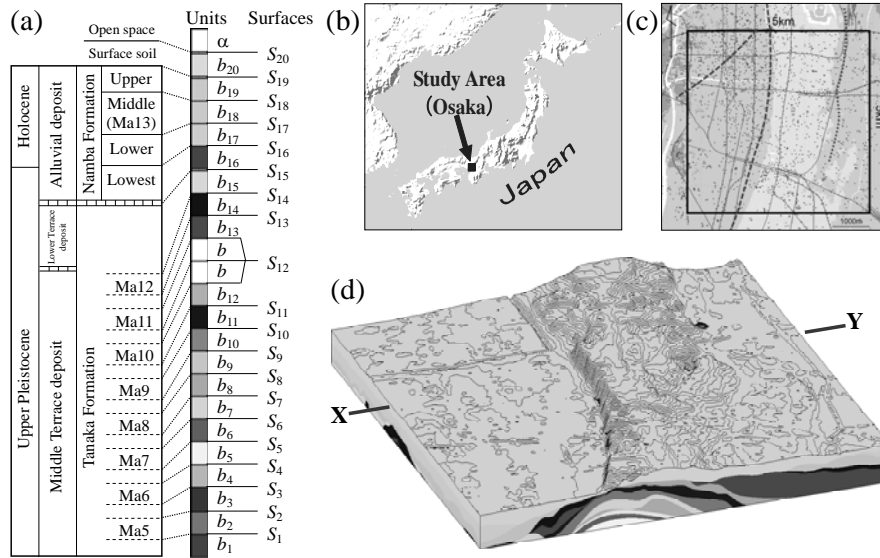 (a)
Units Surfaces
Open space
Surface soil
Holocene
Upper Pleistocene
Alluvial deposit
Lower Terrace deposit
Middle Terrace deposit
Namba Formation
Tanaka Formation
Upper
Middle
(Ma13)
Lower
Lowest
Ma12
Ma11
Ma10
Ma9
Ma8
Ma7
Ma6
Ma5
α
b20
b19
b18
b17
b16
b15
b14
b13
b
b
b12
b11
b10
b9
b8
b7
b6
b5
b4
b3
b2
b1
S20
S19
S18
S17
S16
S15
S14
S13
S12
S11
S10
S9
S8
S7
S6
S5
S4
S3
S2
S1
(b)
Study Area
(Osaka)
Japan
(c)
5km
5km
1000m
(d)
X
Y